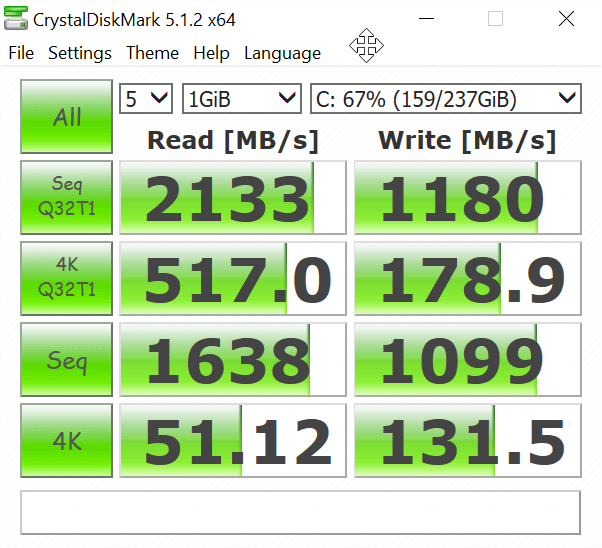 CrystalDiskMark 5.1.2 x64
File Settings Theme Help Language
All 5 1GiB C: 67% (159/237GiB)
Read [MB/s] Write [MB/s]
Seq Q32T1 2133 1180
4K Q32T1 517.0 178.9
Seq 1638 1099
4K 51.12 131.5